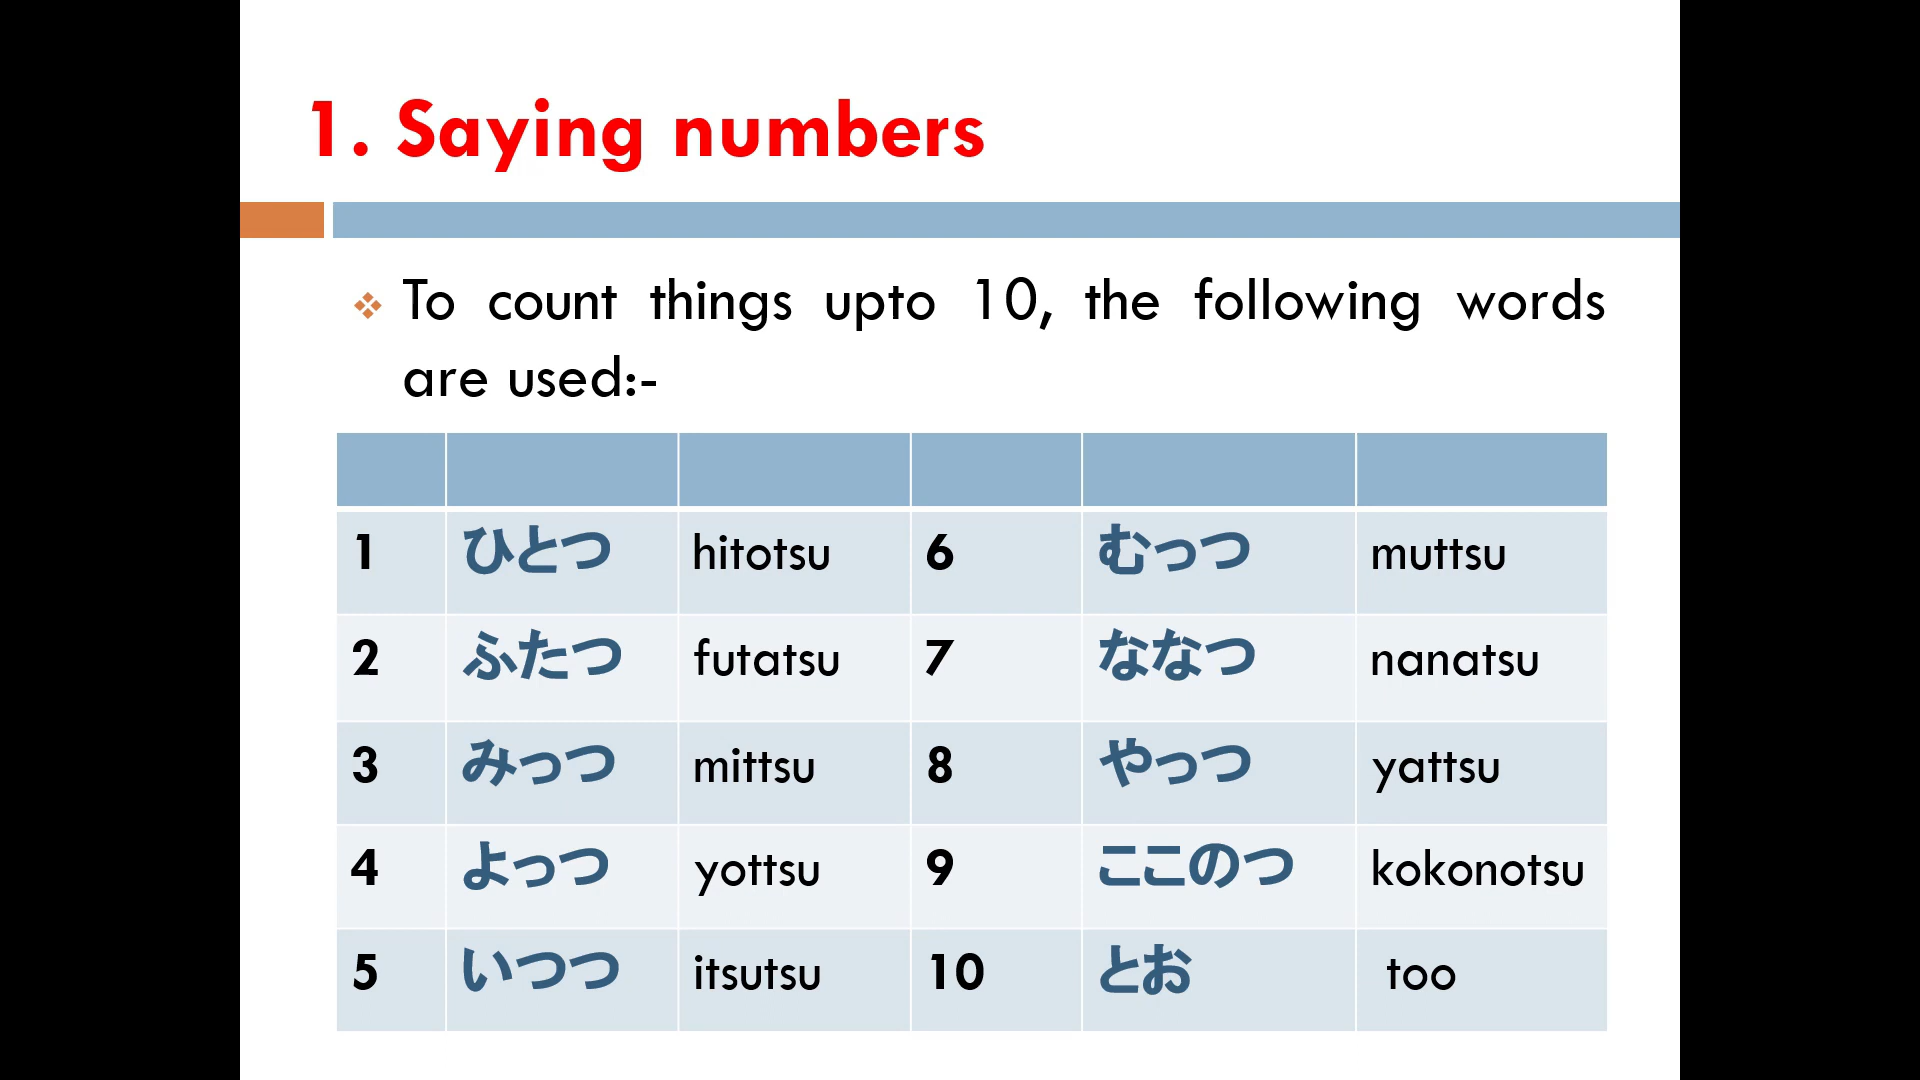 1. Saying numbers
❖ To count things upto 10, the following words
are used:-
1 ひとつ hitotsu 6 むっつ muttsu
2 ふたつ futatsu 7 ななつ nanatsu
3 みっつ mittsu 8 やっつ yattsu
4 よっつ yottsu 9 ここのつ kokonotsu
5 いつつ itsutsu 10 とお too